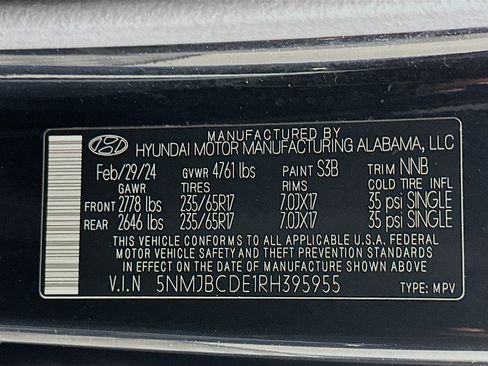 MANUFACTURED BY
HYUNDAI MOTOR MANUFACTURING ALABAMA, LLC
Feb/29/24 GVWR 4761 lbs PAINT S3B TRIM NNB
GAWR TIRES RIMS COLD TIRE INFL
FRONT 2778 lbs 235/65R17 7.0JX17 35 psi SINGLE
REAR 2646 lbs 235/65R17 7.0JX17 35 psi SINGLE
THIS VEHICLE CONFORMS TO ALL APPLICABLE U.S.A. FEDERAL
MOTOR VEHICLE SAFETY AND THEFT PREVENTION STANDARDS
IN EFFECT ON THE DATE OF MANUFACTURE SHOWN ABOVE.
V.I.N 5NMJBCDE1RH395955 TYPE: MPV